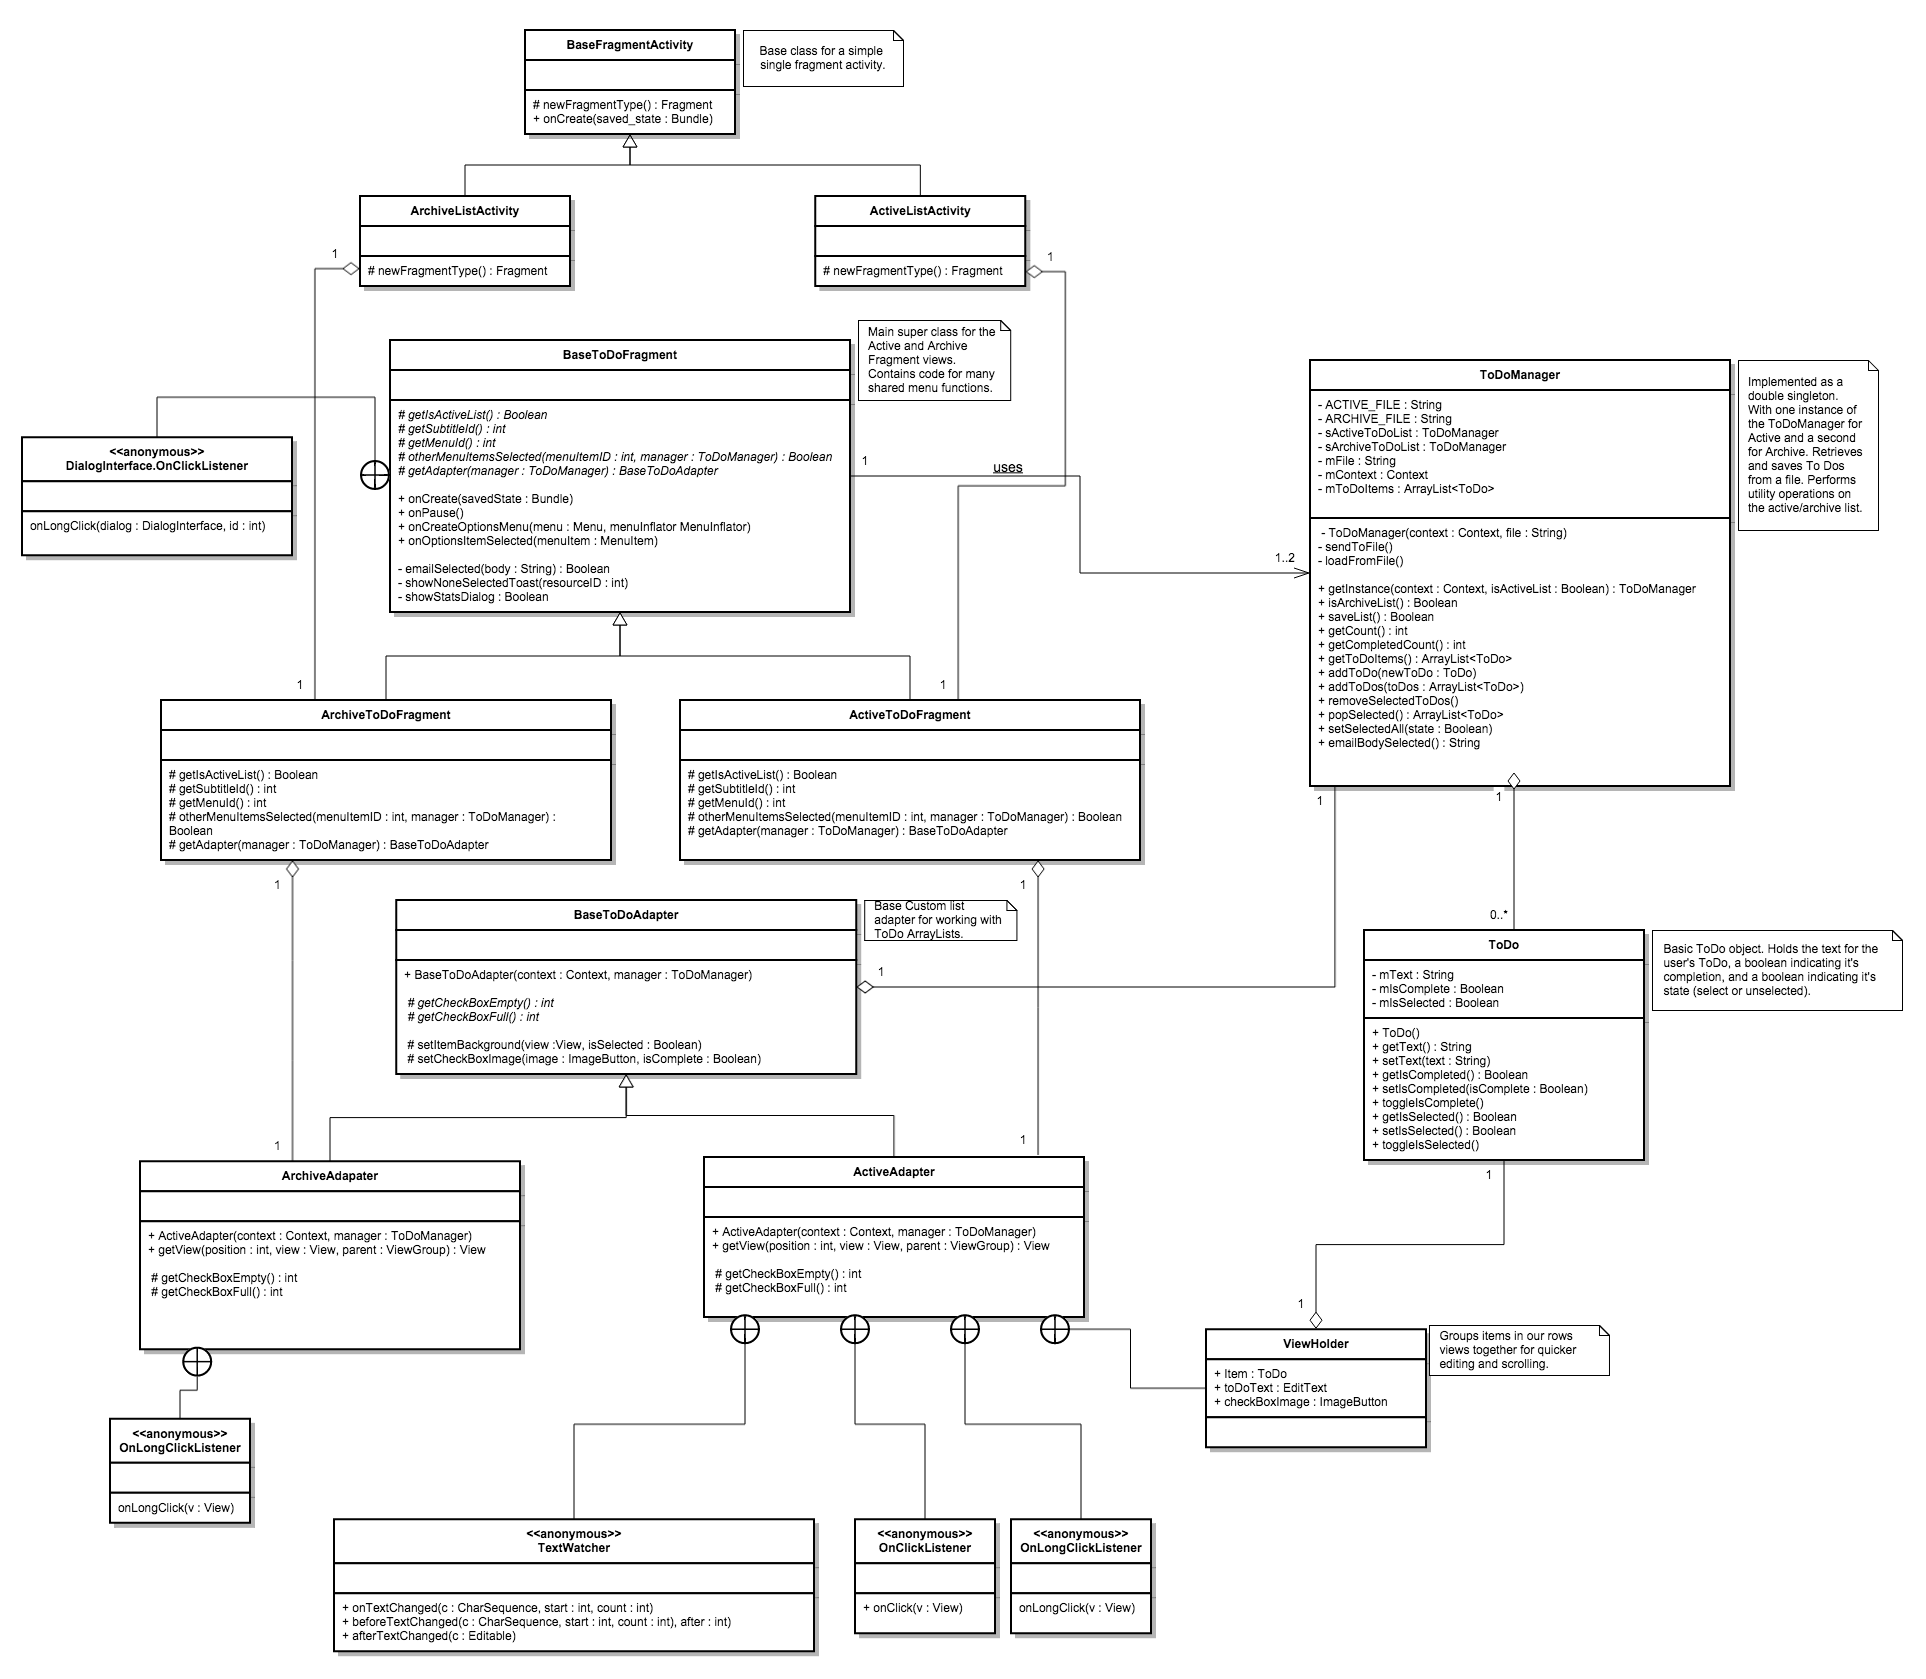 BaseFragmentActivity
# newFragmentType() : Fragment
+ onCreate(saved_state : Bundle)
Base class for a simple
single fragment activity.
ArchiveListActivity
# newFragmentType() : Fragment
1
ActiveListActivity
# newFragmentType() : Fragment
1
BaseToDoFragment
# getIsActiveList() : Boolean
# getSubtitleId() : int
# getMenuId() : int
# otherMenuItemsSelected(menuItemID : int, manager : ToDoManager) : Boolean
# getAdapter(manager : ToDoManager) : BaseToDoAdapter
+ onCreate(savedState : Bundle)
+ onPause()
+ onCreateOptionsMenu(menu : Menu, menuInflator MenuInflator)
+ onOptionsItemSelected(menuItem : MenuItem)
- emailSelected(body : String) : Boolean
- showNoneSelectedToast(resourceID : int)
- showStatsDialog : Boolean
Main super class for the
Active and Archive
Fragment views.
Contains code for many
shared menu functions.
<<anonymous>>
DialogInterface.OnClickListener
onLongClick(dialog : DialogInterface, id : int)
1
uses
1..2
ToDoManager
- ACTIVE_FILE : String
- ARCHIVE_FILE : String
- sActiveToDoList : ToDoManager
- sArchiveToDoList : ToDoManager
- mFile : String
- mContext : Context
- mToDoItems : ArrayList<ToDo>
- ToDoManager(context : Context, file : String)
- sendToFile()
- loadFromFile()
+ getInstance(context : Context, isActiveList : Boolean) : ToDoManager
+ isArchiveList() : Boolean
+ saveList() : Boolean
+ getCount() : int
+ getCompletedCount() : int
+ getToDoItems() : ArrayList<ToDo>
+ addToDo(newToDo : ToDo)
+ addToDos(toDos : ArrayList<ToDo>)
+ removeSelectedToDos()
+ popSelected() : ArrayList<ToDo>
+ setSelectedAll(state : Boolean)
+ emailBodySelected() : String
Implemented as a
double singleton.
With one instance of
the ToDoManager for
Active and a second
for Archive. Retrieves
and saves To Dos
from a file. Performs
utility operations on
the active/archive list.
1
1
ArchiveToDoFragment
# getIsActiveList() : Boolean
# getSubtitleId() : int
# getMenuId() : int
# otherMenuItemsSelected(menuItemID : int, manager : ToDoManager) :
Boolean
# getAdapter(manager : ToDoManager) : BaseToDoAdapter
ActiveToDoFragment
# getIsActiveList() : Boolean
# getSubtitleId() : int
# getMenuId() : int
# otherMenuItemsSelected(menuItemID : int, manager : ToDoManager) : Boolean
# getAdapter(manager : ToDoManager) : BaseToDoAdapter
1
1
1
1
BaseToDoAdapter
+ BaseToDoAdapter(context : Context, manager : ToDoManager)
# getCheckBoxEmpty() : int
# getCheckBoxFull() : int
# setItemBackground(view :View, isSelected : Boolean)
# setCheckBoxImage(image : ImageButton, isComplete : Boolean)
Base Custom list
adapter for working with
ToDo ArrayLists.
1
0..*
ToDo
- mText : String
- mIsComplete : Boolean
- mIsSelected : Boolean
+ ToDo()
+ getText() : String
+ setText(text : String)
+ getIsCompleted() : Boolean
+ setIsCompleted(isComplete : Boolean)
+ toggleIsComplete()
+ getIsSelected() : Boolean
+ setIsSelected() : Boolean
+ toggleIsSelected()
Basic ToDo object. Holds the text for the
user's ToDo, a boolean indicating it's
completion, and a boolean indicating it's
state (select or unselected).
1
1
ArchiveAdapater
+ ActiveAdapter(context : Context, manager : ToDoManager)
+ getView(position : int, view : View, parent : ViewGroup) : View
# getCheckBoxEmpty() : int
# getCheckBoxFull() : int
ActiveAdapter
+ ActiveAdapter(context : Context, manager : ToDoManager)
+ getView(position : int, view : View, parent : ViewGroup) : View
# getCheckBoxEmpty() : int
# getCheckBoxFull() : int
1
1
ViewHolder
+ Item : ToDo
+ toDoText : EditText
+ checkBoxImage : ImageButton
Groups items in our rows
views together for quicker
editing and scrolling.
<<anonymous>>
OnLongClickListener
onLongClick(v : View)
<<anonymous>>
TextWatcher
+ onTextChanged(c : CharSequence, start : int, count : int)
+ beforeTextChanged(c : CharSequence, start : int, count : int), after : int)
+ afterTextChanged(c : Editable)
<<anonymous>>
OnClickListener
+ onClick(v : View)
<<anonymous>>
OnLongClickListener
onLongClick(v : View)